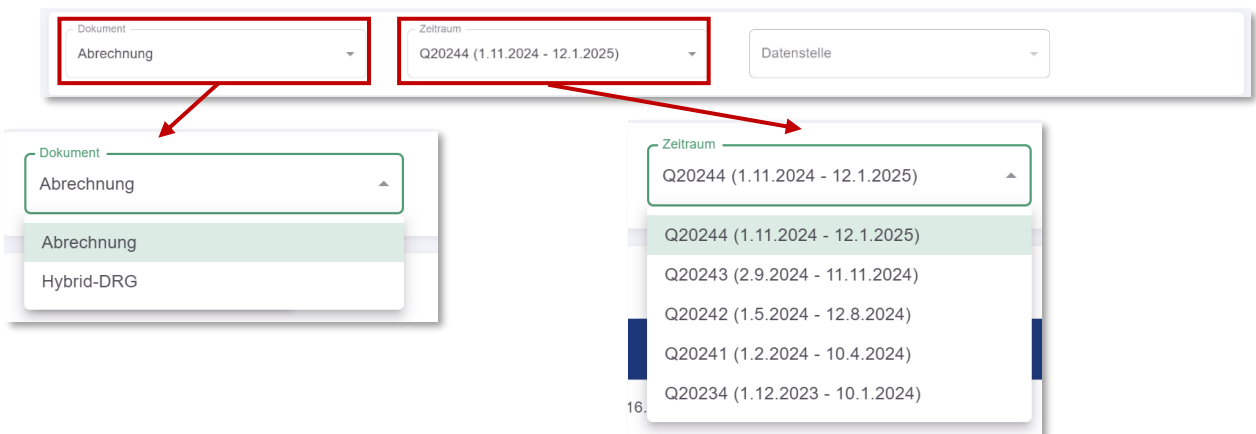 Dokument
Abrechnung
Zeitraum
Q20244 (1.11.2024 - 12.1.2025)
Datenstelle
Dokument
Abrechnung
Abrechnung
Hybrid-DRG
Zeitraum
Q20244 (1.11.2024 - 12.1.2025)
Q20244 (1.11.2024 - 12.1.2025)
Q20243 (2.9.2024 - 11.11.2024)
Q20242 (1.5.2024 - 12.8.2024)
Q20241 (1.2.2024 - 10.4.2024)
Q20234 (1.12.2023 - 10.1.2024)
16.